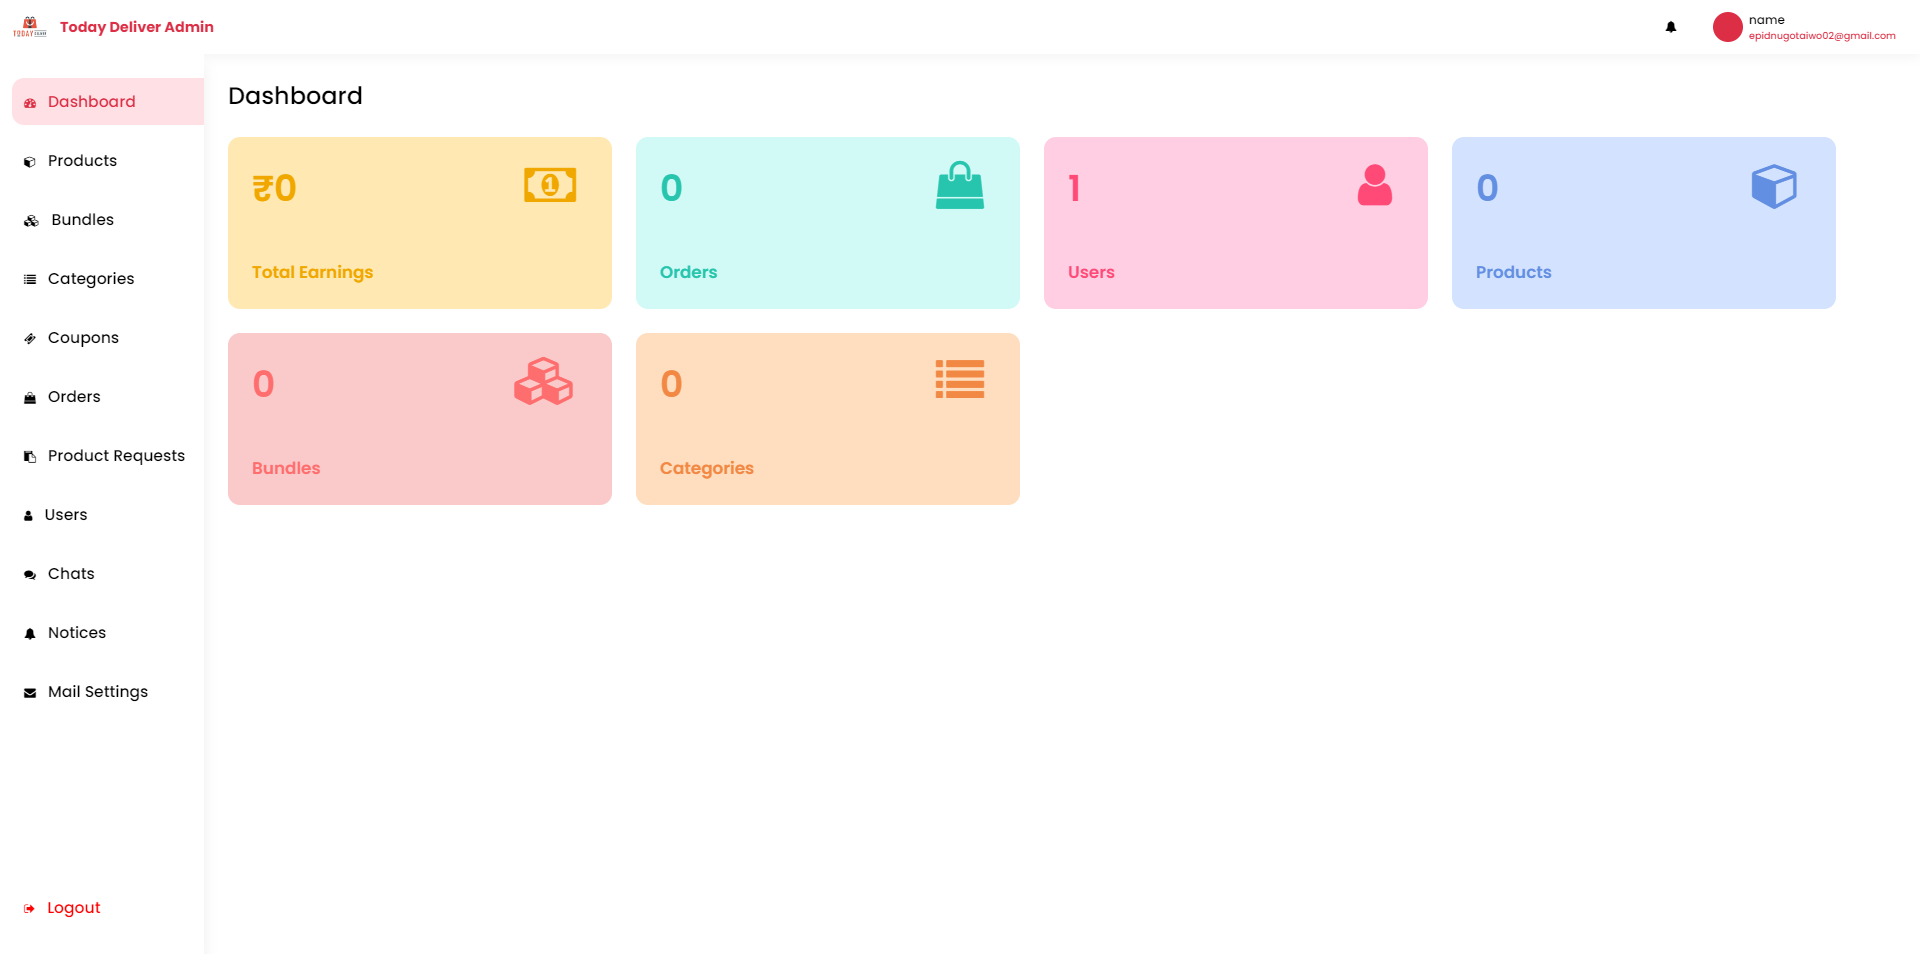 TODAY
Today Deliver Admin
name
epidnugotaiwo02@gmail.com
Dashboard
Products
Bundles
Categories
Coupons
Orders
Product Requests
Users
Chats
Notices
Mail Settings
Logout
Dashboard
₹0
1
Total Earnings
0
Orders
1
Users
0
Products
0
Bundles
0
Categories